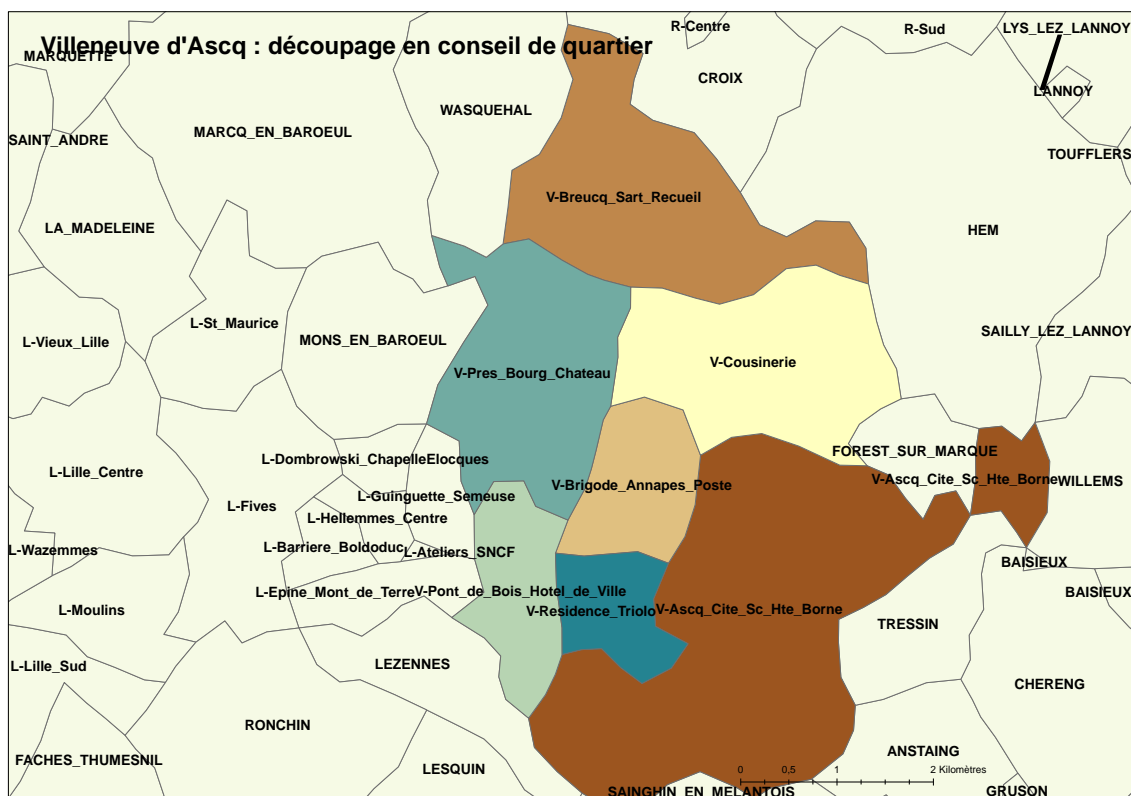 Villeneuve d'Ascq : découpage en conseil de quartier
R-Centre
R-Sud
LYS_LEZ_LANNOY
MARQUETTE
CROIX
LANNOY
WASQUEHAL
MARCQ_EN_BAROEUL
SAINT_ANDRE
TOUFFLERS
V-Breucq_Sart_Recueil
LA_MADELEINE
HEM
L-St_Maurice
SAILLY_LEZ_LANNOY
L-Vieux_Lille
MONS_EN_BAROEUL
V-Cousinerie
V-Pres_Bourg_Chateau
FOREST_SUR_MARQUE
L-Dombrowski_ChapelleElocques
L-Lille_Centre
V-Ascq_Cite_Sc_Hte_Borne
WILLEMS
V-Brigode_Annapes_Poste
L-Guinguette_Semeuse
L-Fives
L-Hellemmes_Centre
L-Wazemmes
L-Barriere_Boldoduc
L-Ateliers_SNCF
BAISIEUX
L-Epine_Mont_de_Terre
V-Pont_de_Bois_Hotel_de_Ville
BAISIEUX
L-Moulins
V-Residence_Triolo
V-Ascq_Cite_Sc_Hte_Borne
TRESSIN
L-Lille_Sud
LEZENNES
CHERENG
RONCHIN
ANSTAING
FACHES_THUMESNIL
LESQUIN
0 0,5 1 2 Kilomètres
SAINGHIN_EN_MELANTOIS
GRUSON